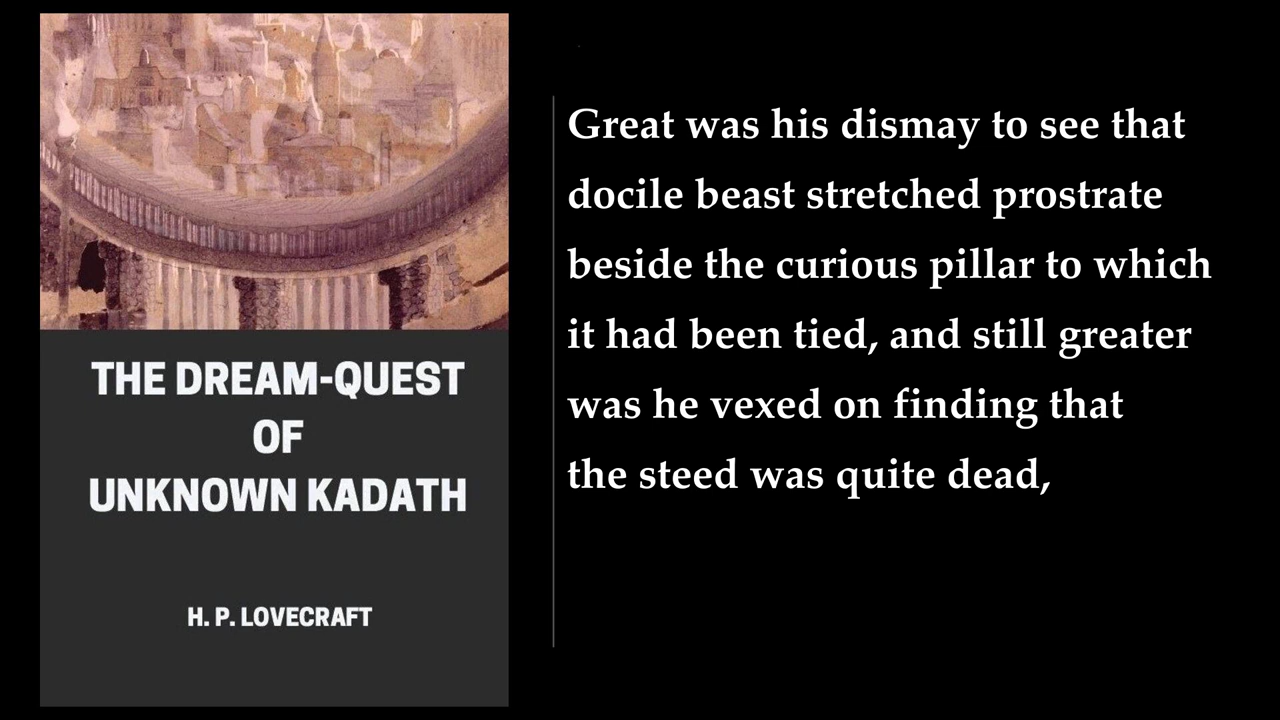 THE DREAM-QUEST
OF
UNKNOWN KADATH
H. P. LOVECRAFT
Great was his dismay to see that
docile beast stretched prostrate
beside the curious pillar to which
it had been tied, and still greater
was he vexed on finding that
the steed was quite dead,